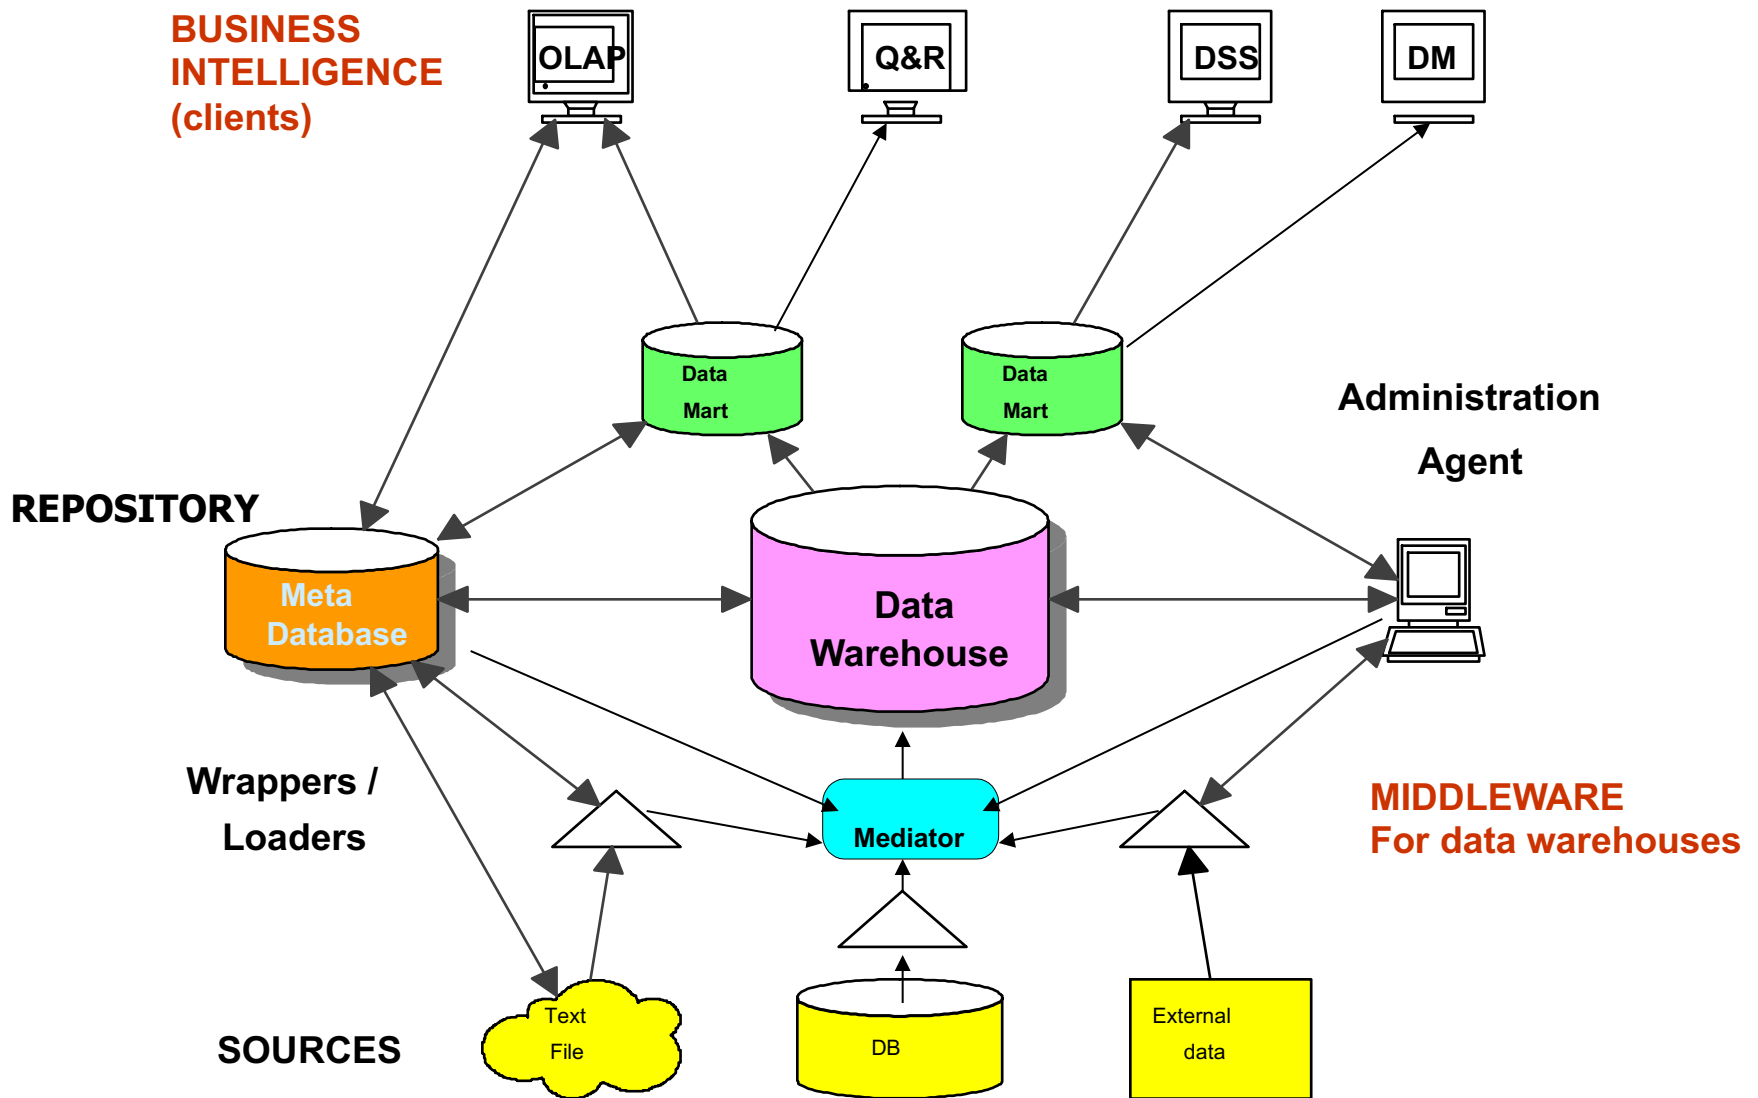 BUSINESS
INTELLIGENCE
(clients)
OLAP
Q&R
DSS
DM
Data
Mart
Data
Mart
Administration
Agent
REPOSITORY
Meta
Database
Data
Warehouse
Wrappers /
Loaders
Mediator
MIDDLEWARE
For data warehouses
SOURCES
Text
File
DB
External
data